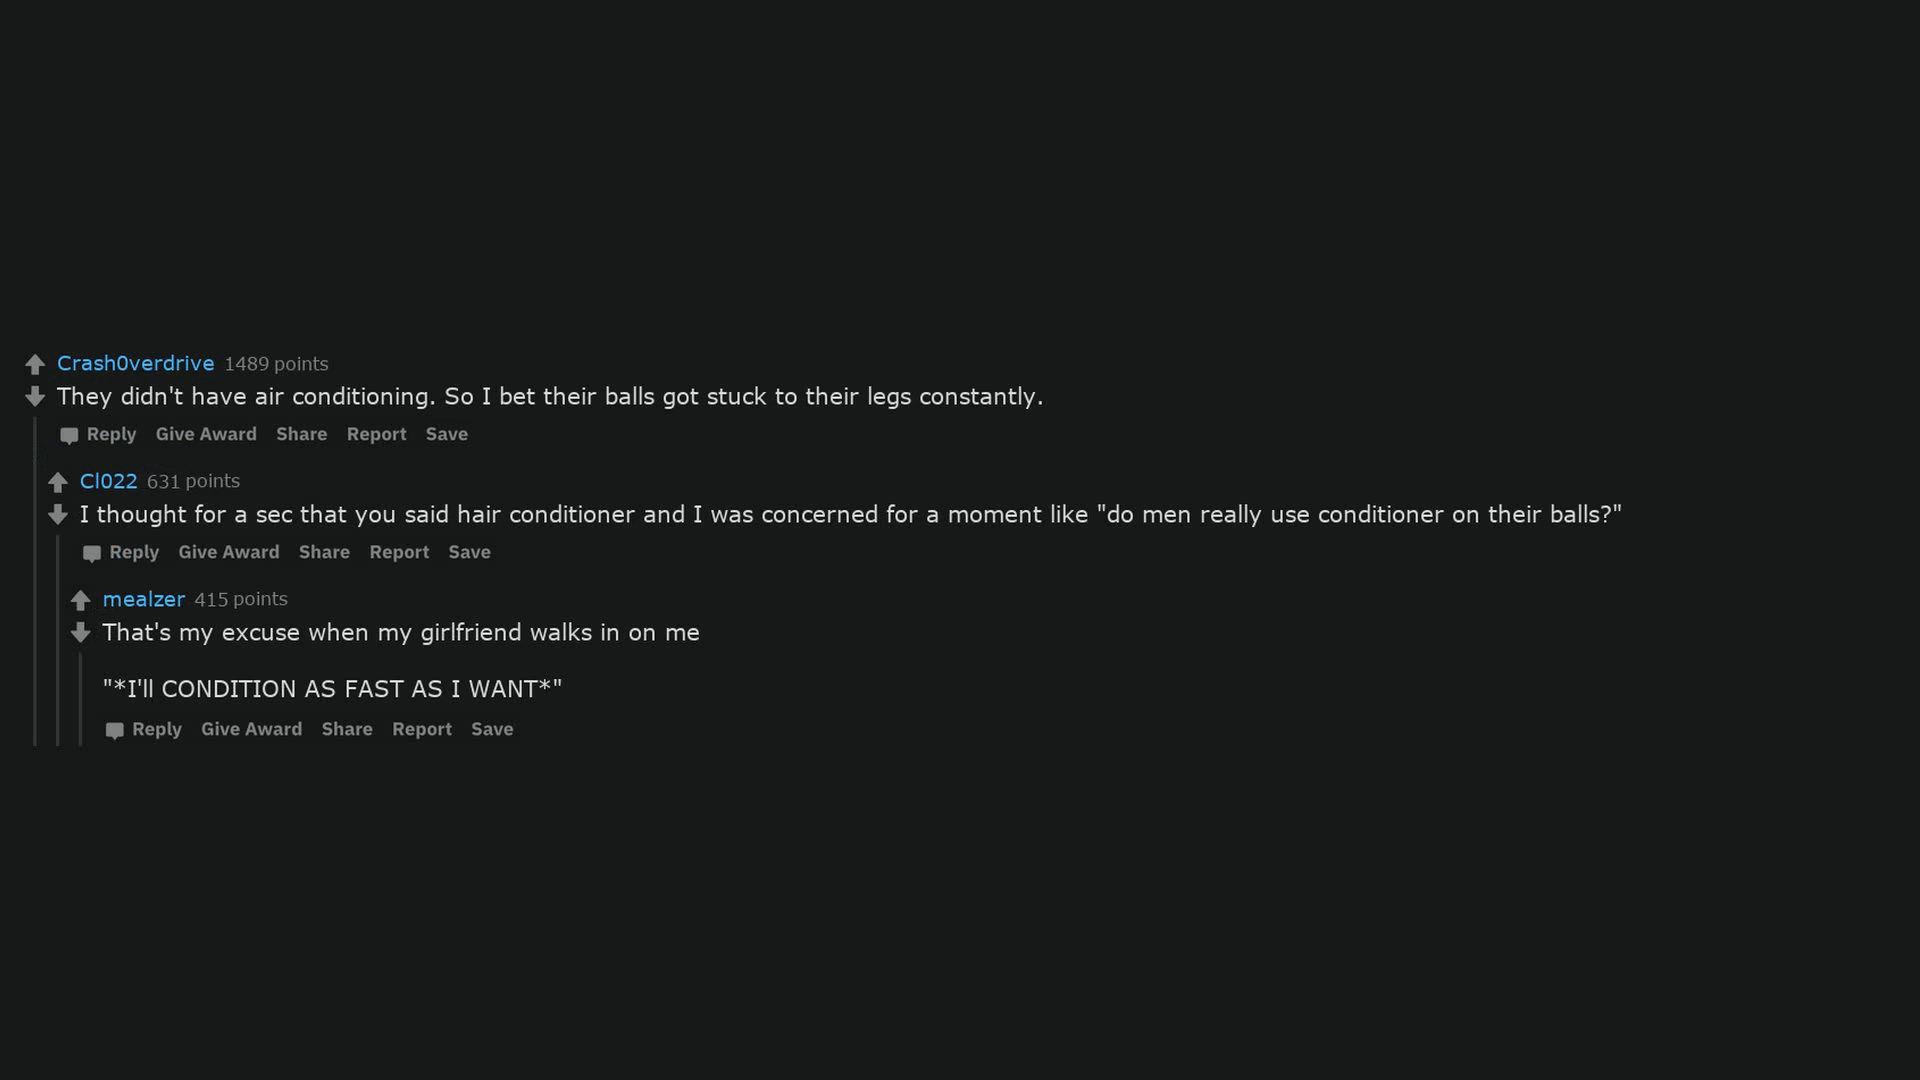 Crash0verdrive 1489 points
They didn't have air conditioning. So I bet their balls got stuck to their legs constantly.
Reply Give Award Share Report Save
Cl022 631 points
I thought for a sec that you said hair conditioner and I was concerned for a moment like "do men really use conditioner on their balls?"
Reply Give Award Share Report Save
mealzer 415 points
That's my excuse when my girlfriend walks in on me
"*I'll CONDITION AS FAST AS I WANT*"
Reply Give Award Share Report Save